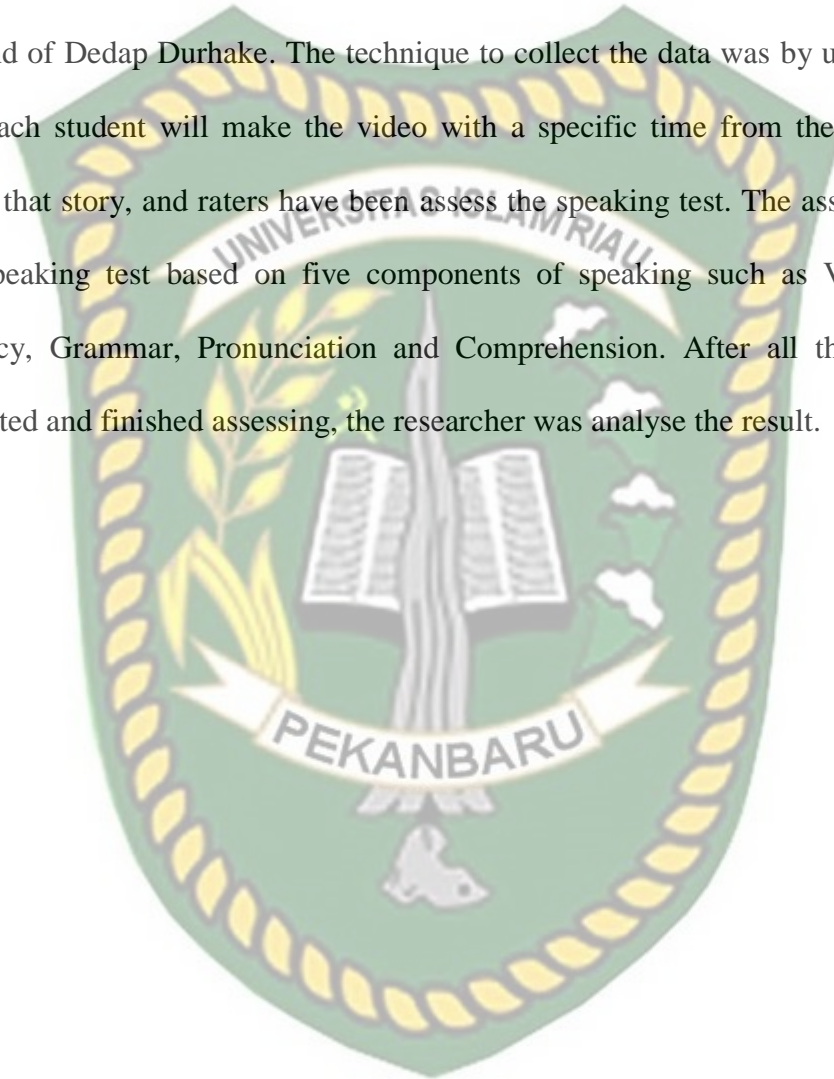 nd of Dedap Durhake. The technique to collect the data was by u
ach student will make the video with a specific time from the
that story, and raters have been assess the speaking test. The ass
peaking test based on five components of speaking such as V
cy, Grammar, Pronunciation and Comprehension. After all th
ted and finished assessing, the researcher was analyse the result.
UNIVERSITAS ISLAM RIAU
PEKANBARU